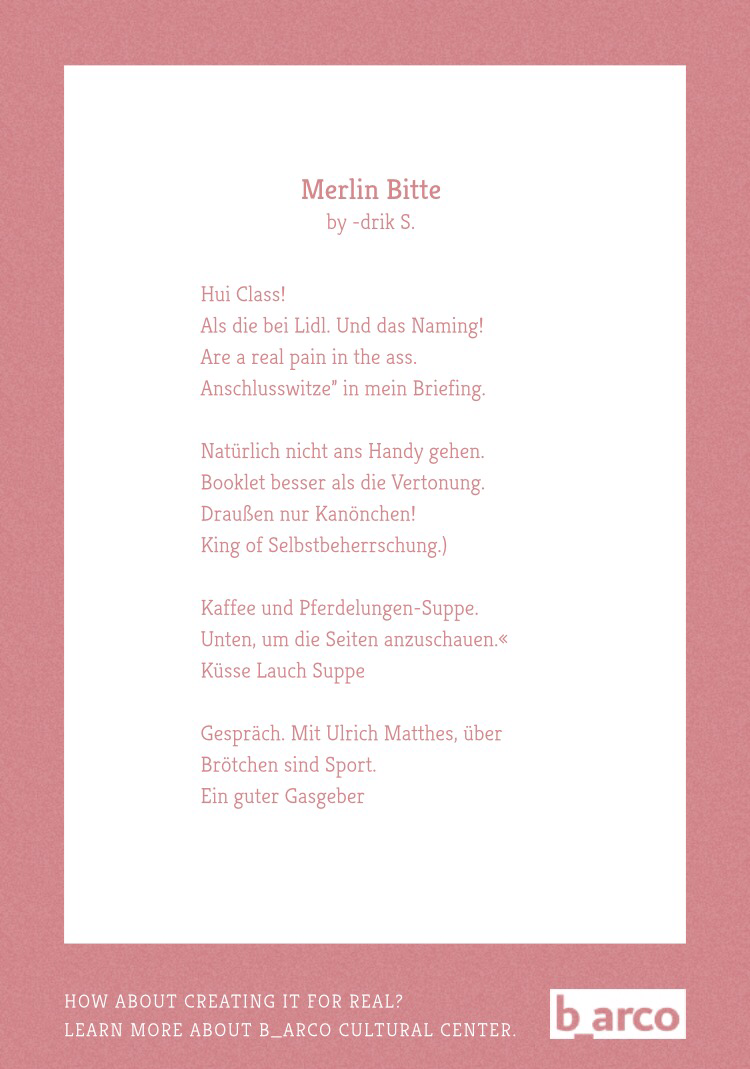 Merlin Bitte
by -drik S.
Hui Class!
Als die bei Lidl. Und das Naming!
Are a real pain in the ass.
Anschlusswitze" in mein Briefing.
Natürlich nicht ans Handy gehen.
Booklet besser als die Vertonung.
Draußen nur Kanönchen!
King of Selbstbeherrschung.)
Kaffee und Pferdelungen-Suppe.
Unten, um die Seiten anzuschauen.«
Küsse Lauch Suppe
Gespräch. Mit Ulrich Matthes, über
Brötchen sind Sport.
Ein guter Gasgeber
HOW ABOUT CREATING IT FOR REAL?
LEARN MORE ABOUT B_ARCO CULTURAL CENTER.
b_arco